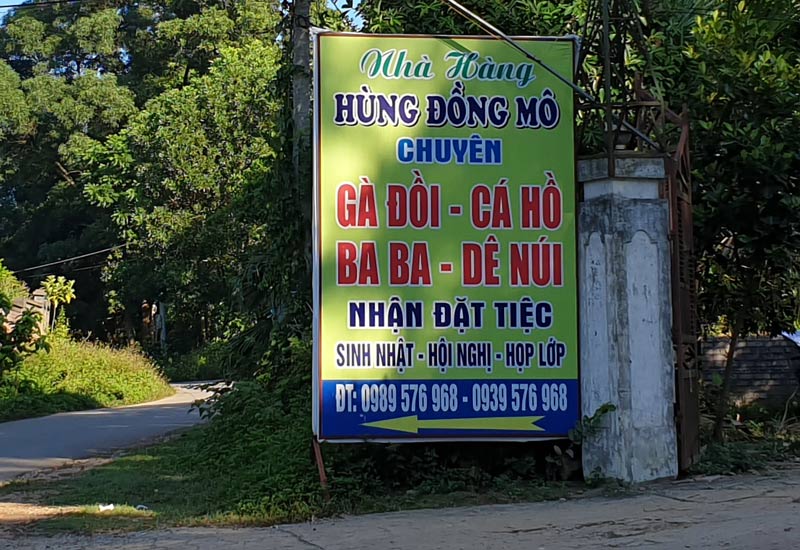 Nhà Hàng
HÙNG ĐỒNG MÔ
CHUYÊN
GÀ ĐỒI - CÁ HỒ
BA BA - DÊ NÚI
NHẬN ĐẶT TIỆC
SINH NHẬT - HỘI NGHỊ - HỌP LỚP
ĐT: 0989 576 968 - 0939 576 968